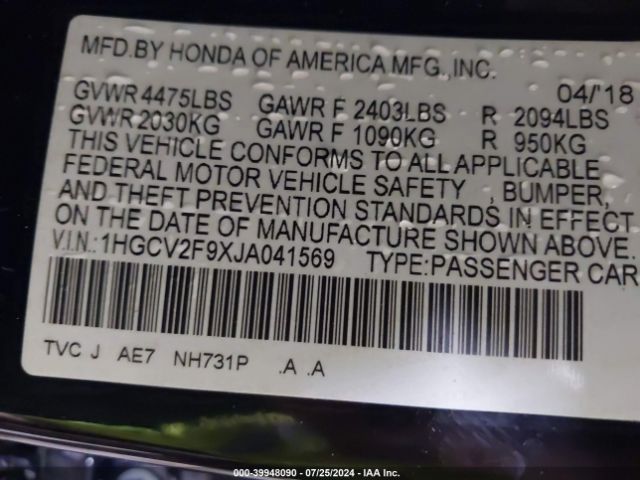 MFD.BY HONDA OF AMERICA MFG.,INC.
04/'18
GVWR 4475LBS GAWR F 2403LBS R 2094LBS
GVWR 2030KG GAWR F 1090KG R 950KG
THIS VEHICLE CONFORMS TO ALL APPLICABLE
FEDERAL MOTOR VEHICLE SAFETY , BUMPER,
AND THEFT PREVENTION STANDARDS IN EFFECT
ON THE DATE OF MANUFACTURE SHOWN ABOVE.
V.I.N.:1HGCV2F9XJA041569 TYPE:PASSENGER CAR
TVC J AE7 NH731P .A .A
000-39948090 - 07/25/2024 - IAA Inc.